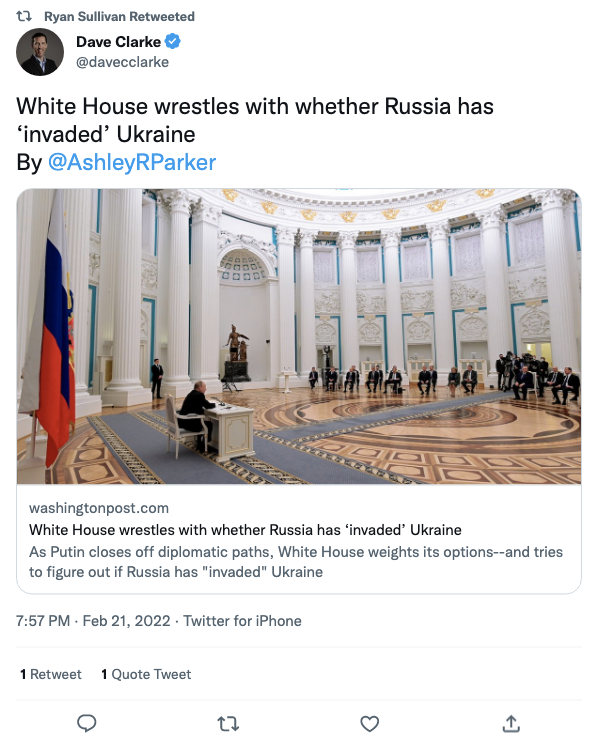 Ryan Sullivan Retweeted
Dave Clarke
@davecclarke
White House wrestles with whether Russia has
‘invaded’ Ukraine
By @AshleyRParker
washingtonpost.com
White House wrestles with whether Russia has ‘invaded’ Ukraine
As Putin closes off diplomatic paths, White House weights its options--and tries
to figure out if Russia has "invaded" Ukraine
7:57 PM · Feb 21, 2022 · Twitter for iPhone
1 Retweet 1 Quote Tweet